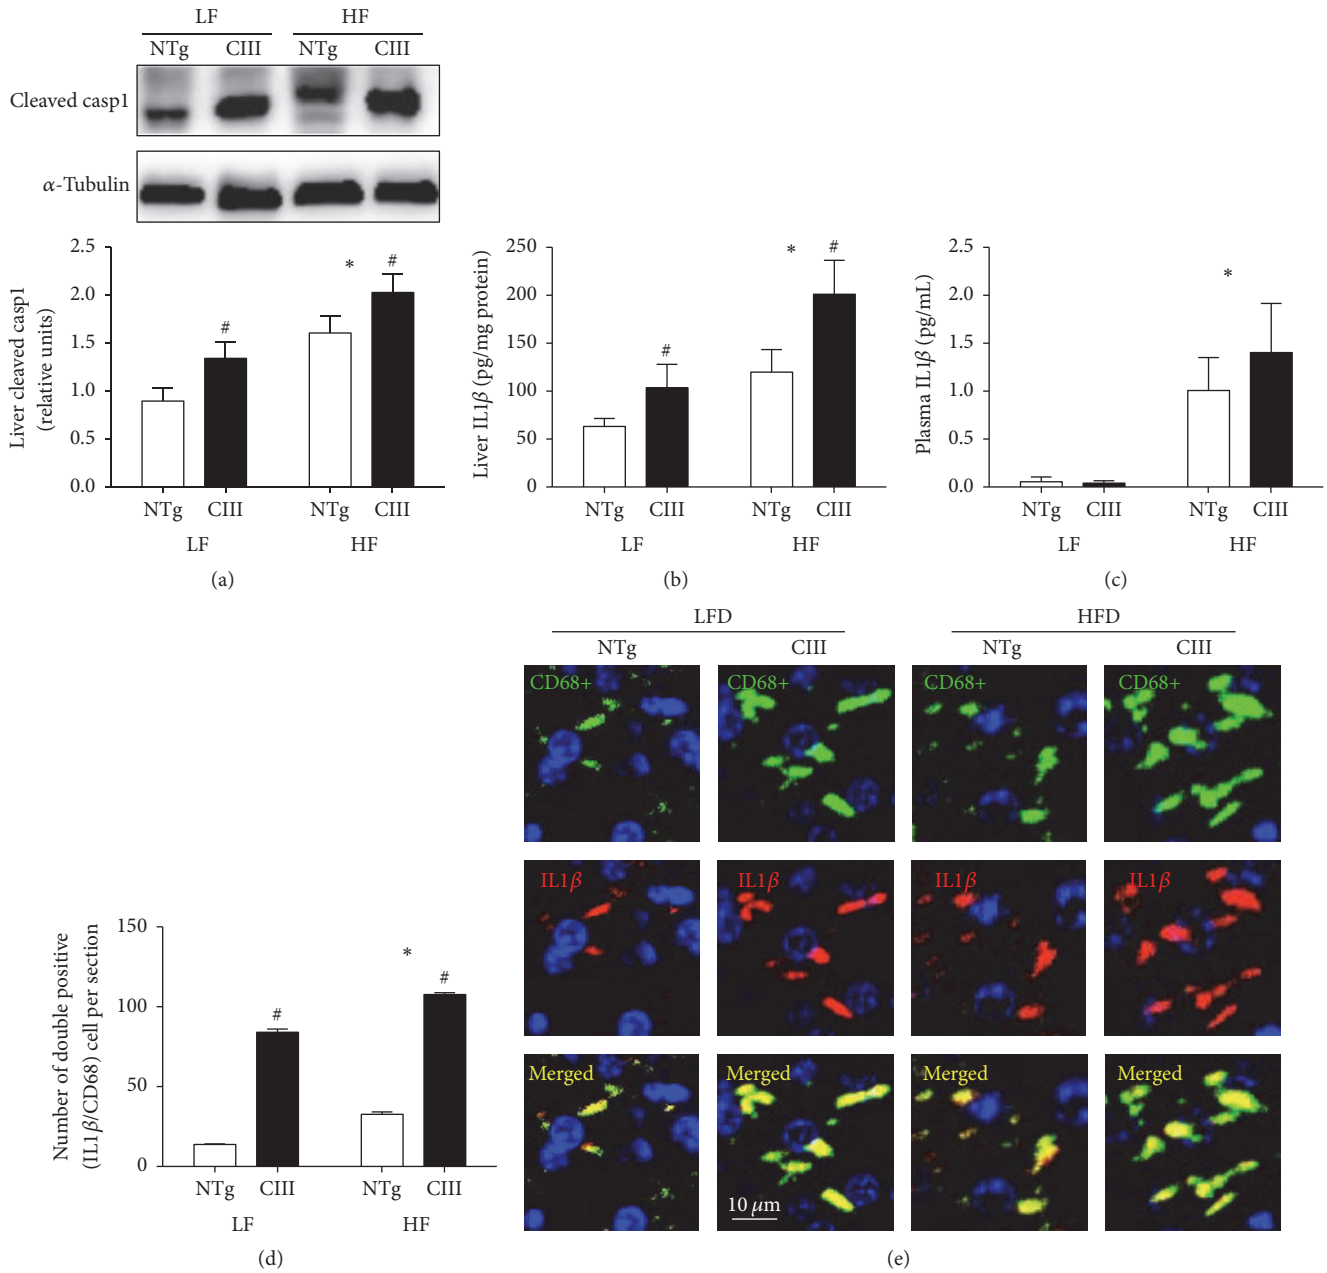 LF HF
NTg CIII NTg CIII
Cleaved casp1
α-Tubulin
Liver cleaved casp1
(relative units)
2.5
2.0
1.5
1.0
0.5
0.0
# * #
NTg CIII NTg CIII
LF HF
(a)
Liver IL1β (pg/mg protein)
250
200
150
100
50
0
# * #
NTg CIII NTg CIII
LF HF
(b)
Plasma IL1β (pg/mL)
2.5
2.0
1.5
1.0
0.5
0.0
*
NTg CIII NTg CIII
LF HF
(c)
Number of double positive
(IL1β/CD68) cell per section
150
100
50
0
# * #
NTg CIII NTg CIII
LF HF
(d)
LFD HFD
NTg CIII NTg CIII
CD68+ CD68+ CD68+ CD68+
IL1β IL1β IL1β IL1β
Merged Merged Merged Merged
10 μm
(e)